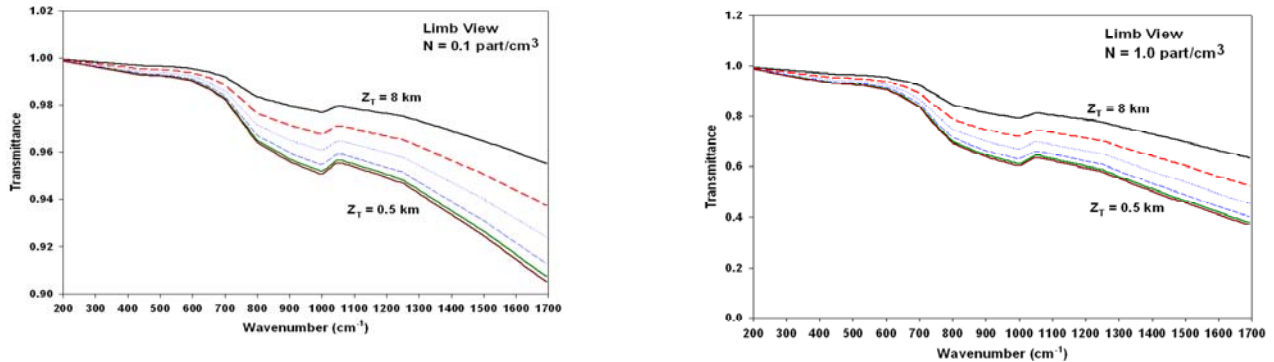 Limb View
N = 0.1 part/cm³
Z_T = 8 km
Z_T = 0.5 km
Transmittance
1.02
1.00
0.98
0.96
0.94
0.92
0.90
200 300 400 500 600 700 800 900 1000 1100 1200 1300 1400 1500 1600 1700
Wavenumber (cm⁻¹)
Limb View
N = 1.0 part/cm³
Z_T = 8 km
Z_T = 0.5 km
Transmittance
1.2
1.0
0.8
0.6
0.4
0.2
0.0
200 300 400 500 600 700 800 900 1000 1100 1200 1300 1400 1500 1600 1700
Wavenumber (cm⁻¹)